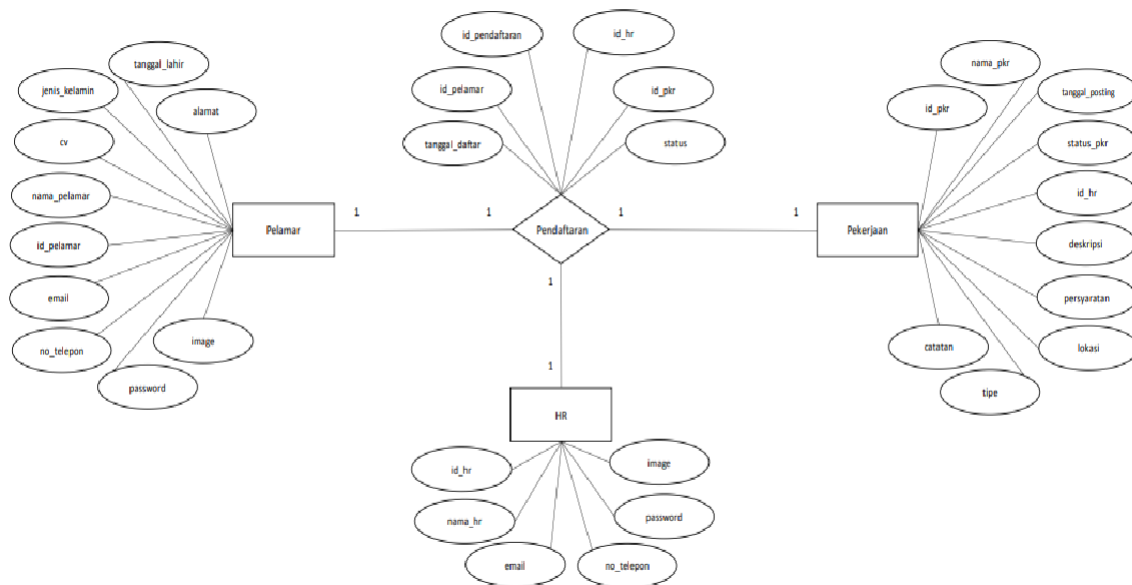 id_pendaftaran
id_hr
id_pelamar
id_pkr
tanggal_daftar
status
tanggal_lahir
jenis_kelamin
alamat
cv
nama_pelamar
id_pelamar
email
no_telepon
image
password
nama_pkr
tanggal_posting
id_pkr
status_pkr
id_hr
deskripsi
persyaratan
catatan
lokasi
tipe
Pelamar
1
1
Pendaftaran
1
1
Pekerjaan
1
1
HR
id_hr
image
nama_hr
password
email
no_telepon